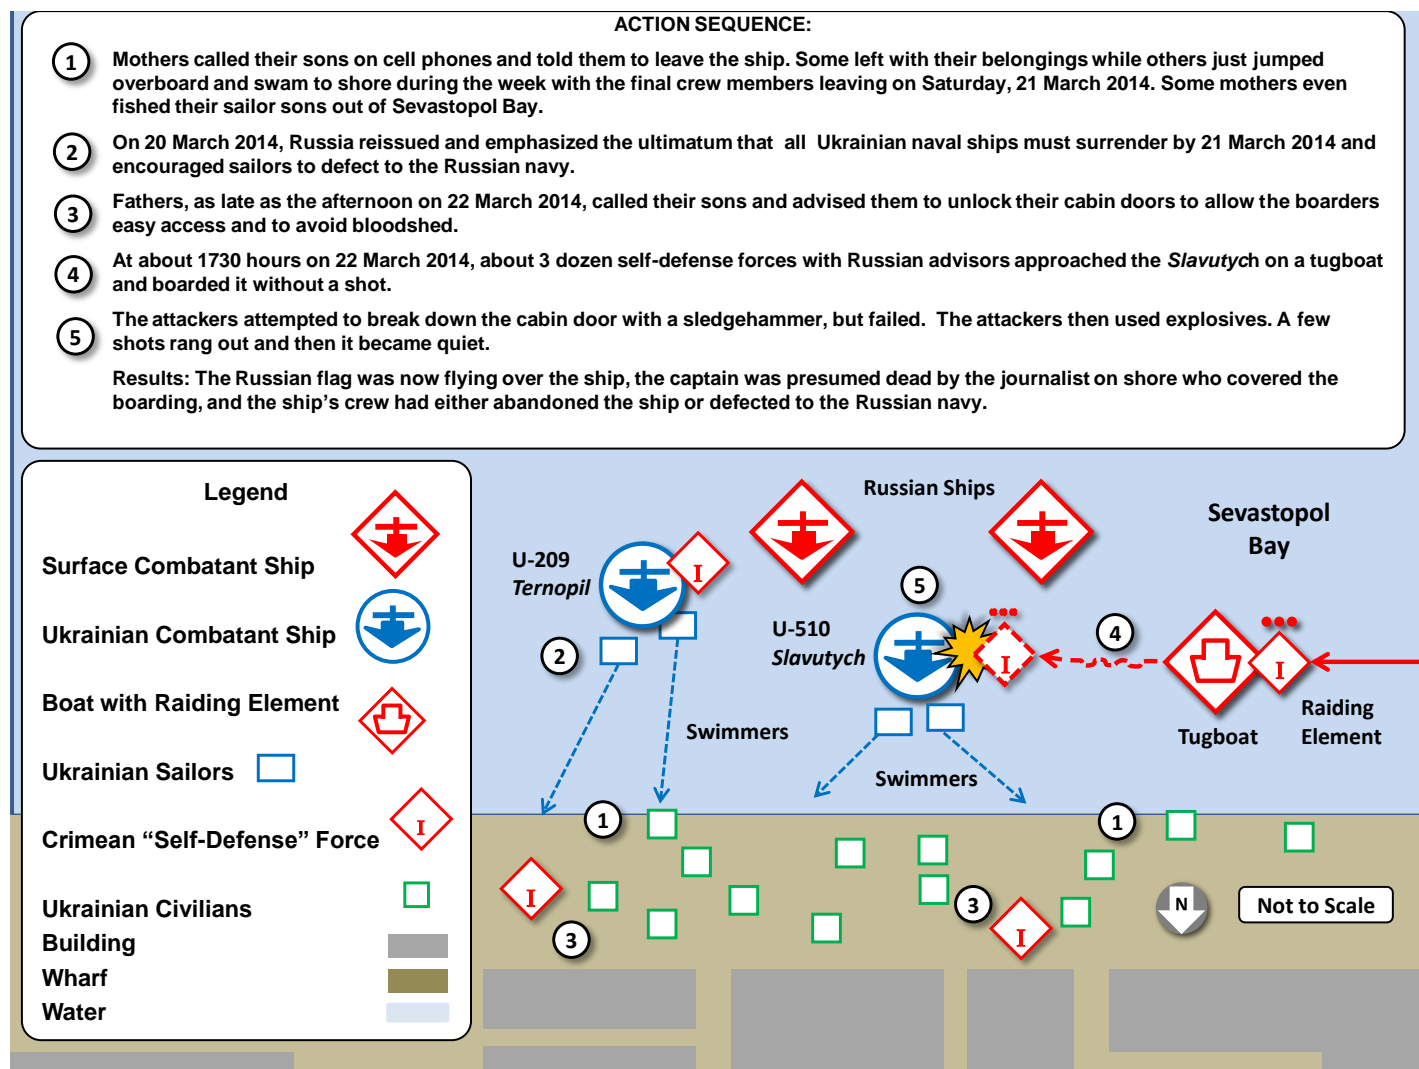 ACTION SEQUENCE:
1
Mothers called their sons on cell phones and told them to leave the ship. Some left with their belongings while others just jumped
overboard and swam to shore during the week with the final crew members leaving on Saturday, 21 March 2014. Some mothers even
fished their sailor sons out of Sevastopol Bay.
2
On 20 March 2014, Russia reissued and emphasized the ultimatum that all Ukrainian naval ships must surrender by 21 March 2014 and
encouraged sailors to defect to the Russian navy.
3
Fathers, as late as the afternoon on 22 March 2014, called their sons and advised them to unlock their cabin doors to allow the boarders
easy access and to avoid bloodshed.
4
At about 1730 hours on 22 March 2014, about 3 dozen self-defense forces with Russian advisors approached the Slavutych on a tugboat
and boarded it without a shot.
5
The attackers attempted to break down the cabin door with a sledgehammer, but failed. The attackers then used explosives. A few
shots rang out and then it became quiet.
Results: The Russian flag was now flying over the ship, the captain was presumed dead by the journalist on shore who covered the
boarding, and the ship's crew had either abandoned the ship or defected to the Russian navy.
Legend
Surface Combatant Ship
Ukrainian Combatant Ship
Boat with Raiding Element
Ukrainian Sailors
Crimean “Self-Defense” Force
I
Ukrainian Civilians
Building
Wharf
Water
Russian Ships
Sevastopol
Bay
U-209
Ternopil
I
5
U-510
Slavutych
I
4
I
2
Raiding
Element
Tugboat
Swimmers
Swimmers
1
1
I
3
3
I
N
Not to Scale